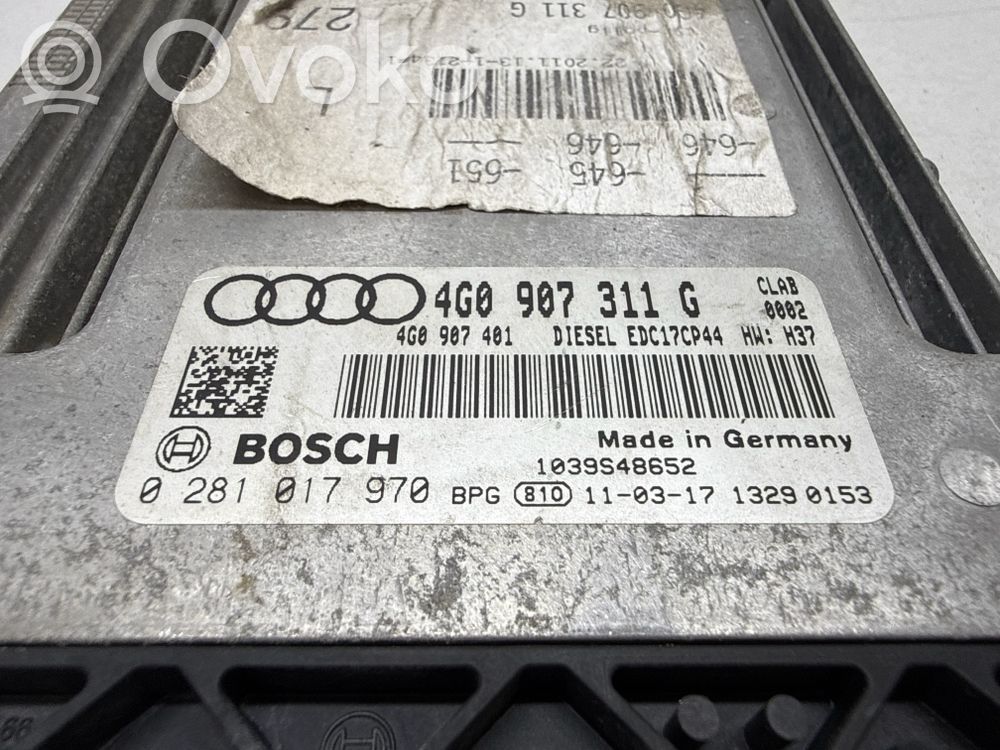 4G0 907 311 G
279
22.2011.13-1-2134-1
L
-646 -646 —
— -645 -651
Ovoko
4G0 907 311 G CLAB 0002
4G0 907 401 DIESEL EDC17CP44 HW: H37
BOSCH Made in Germany
1039S48652
0 281 017 970 BPG 810 11-03-17 1329 0153